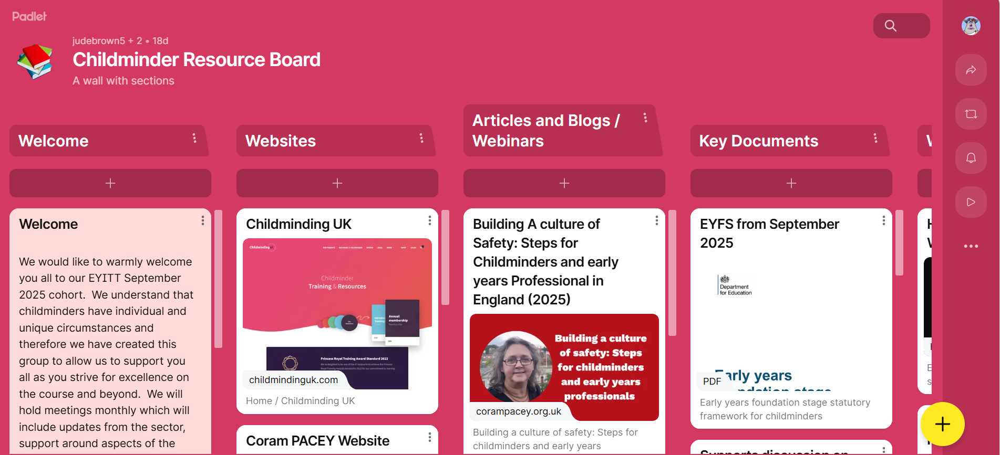 Padlet
judebrown5 + 2 • 18d
Childminder Resource Board
A wall with sections
Welcome
Welcome
We would like to warmly welcome
you all to our EYITT September
2025 cohort.  We understand that
childminders have individual and
unique circumstances and
therefore we have created this
group to allow us to support you
all as you strive for excellence on
the course and beyond.  We will
hold meetings monthly which will
include updates from the sector,
support around aspects of the
Websites
Childminding UK
Childminding
FOR PARENTS
Childminder
Training & Resources
Annual
membership
Princess Royal Training Award Standard 2022
childmindinguk.com
Home / Childminding UK
Coram PACEY Website
Articles and Blogs /
Webinars
Building A culture of
Safety: Steps for
Childminders and early
years Professional in
England (2025)
Building a culture
of safety: Steps
for childminders
and early years
professionals
corampacey.org.uk
Building a culture of safety: Steps for
childminders and early years
Key Documents
EYFS from September
2025
Department
for Education
Early years
PDF
Early years foundation stage statutory
framework for childminders
Supports discussion on